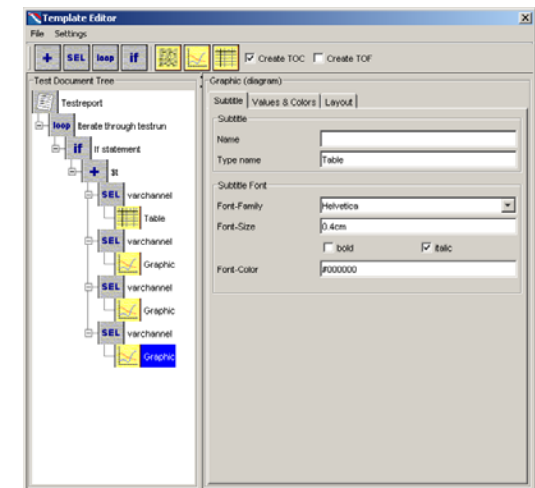 Template Editor
File Settings
+ SEL loop if Create TOC Create TOF
Test Document Tree
Testreport
loop Iterate through testrun
if If statement
+ $t
SEL varchannel
Table
SEL varchannel
Graphic
SEL varchannel
Graphic
SEL varchannel
Graphic
Graphic (diagram)
Subtitle Values & Colors Layout
Subtitle
Name
Type name Table
Subtitle Font
Font-Family Helvetica
Font-Size 0.4cm
bold italic
Font-Color #000000